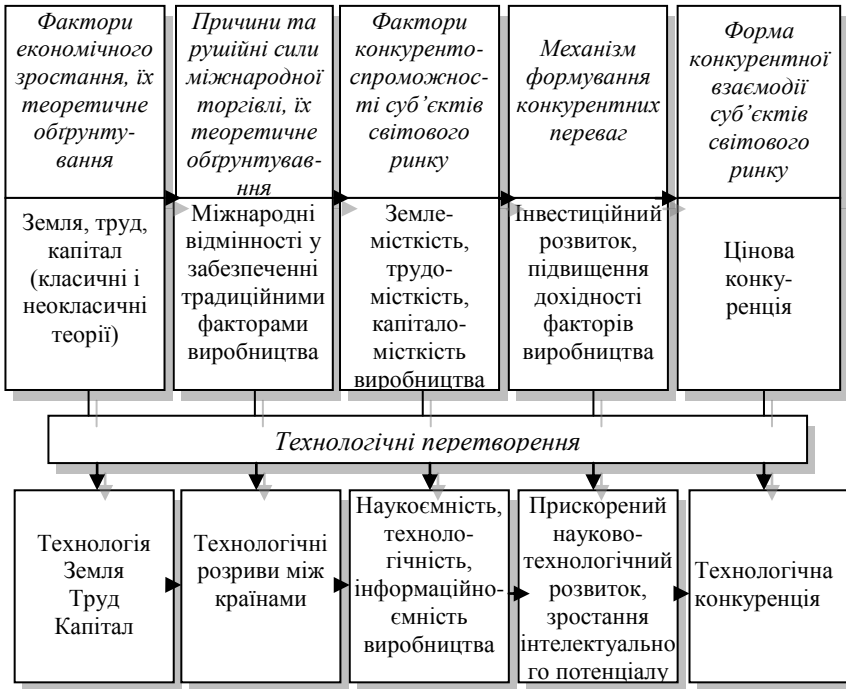 Фактори
економічного
зростання, їх
теоретичне
обґрунту-
вання
Причини та
рушійні сили
міжнародної
торгівлі, їх
теоретичне
обґрунтував-
ння
Фактори
конкуренто-
спроможнос-
ті суб’єктів
світового
ринку
Механізм
формування
конкурентних
переваг
Форма
конкурентної
взаємодії
суб’єктів
світового
ринку
Земля, труд,
капітал
(класичні і
неокласичні
теорії)
Міжнародні
відмінності у
забезпеченні
традиційними
факторами
виробництва
Земле-
місткість,
трудо-
місткість,
капітало-
місткість
виробництва
Інвестиційний
розвиток,
підвищення
дохідності
факторів
виробництва
Цінова
конку-
ренція
Технологічні перетворення
Технологія
Земля
Труд
Капітал
Технологічні
розриви між
країнами
Наукоємність,
техноло-
гічність,
інформаційно-
ємність
виробництва
Прискорений
науково-
технологічний
розвиток,
зростання
інтелектуально
го потенціалу
Технологічна
конкуренція